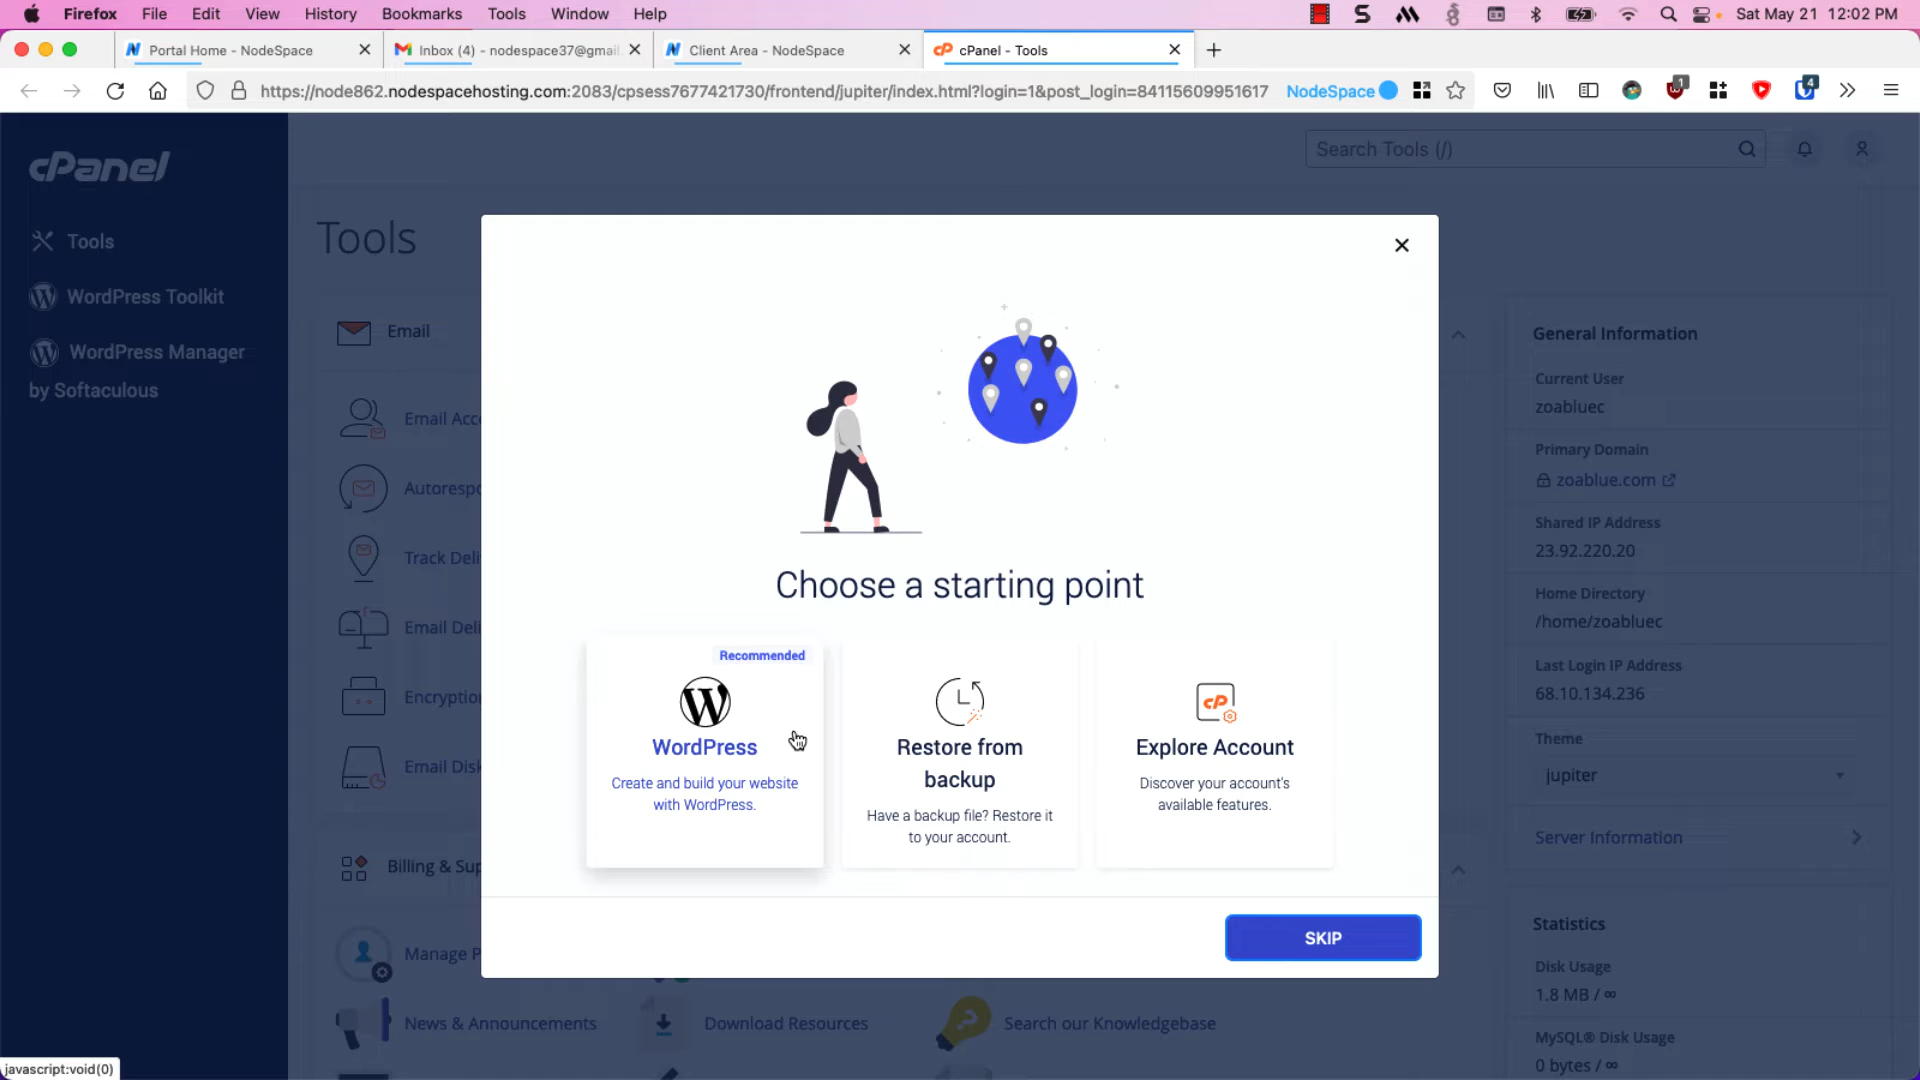 Firefox File Edit View History Bookmarks Tools Window Help Sat May 21 12:02 PM
Portal Home - NodeSpace Inbox (4) - nodespace37@gmail. Client Area - NodeSpace cPanel - Tools
https://node862.nodespacehosting.com:2083/cpsess7677421730/frontend/jupiter/index.html?login=1&post_login=84115609951617 NodeSpace 1 4
cPanel
Search Tools (/)
Tools
WordPress Toolkit
WordPress Manager
by Softaculous
Tools
Email
Email Acc
Autorespo
Track Deli
Email Deli
Encryptio
Email Disk
Billing & Sup
Manage P
News & Announcements
Download Resources
Search our Knowledgebase
Choose a starting point
Recommended
WordPress
Create and build your website
with WordPress.
Restore from
backup
Have a backup file? Restore it
to your account.
cP
Explore Account
Discover your account's
available features.
SKIP
General Information
Current User
zoabluec
Primary Domain
zoablue.com
Shared IP Address
23.92.220.20
Home Directory
/home/zoabluec
Last Login IP Address
68.10.134.236
Theme
jupiter
Server Information
Statistics
Disk Usage
1.8 MB / ∞
MySQL® Disk Usage
0 bytes / ∞
javascript:void(0)